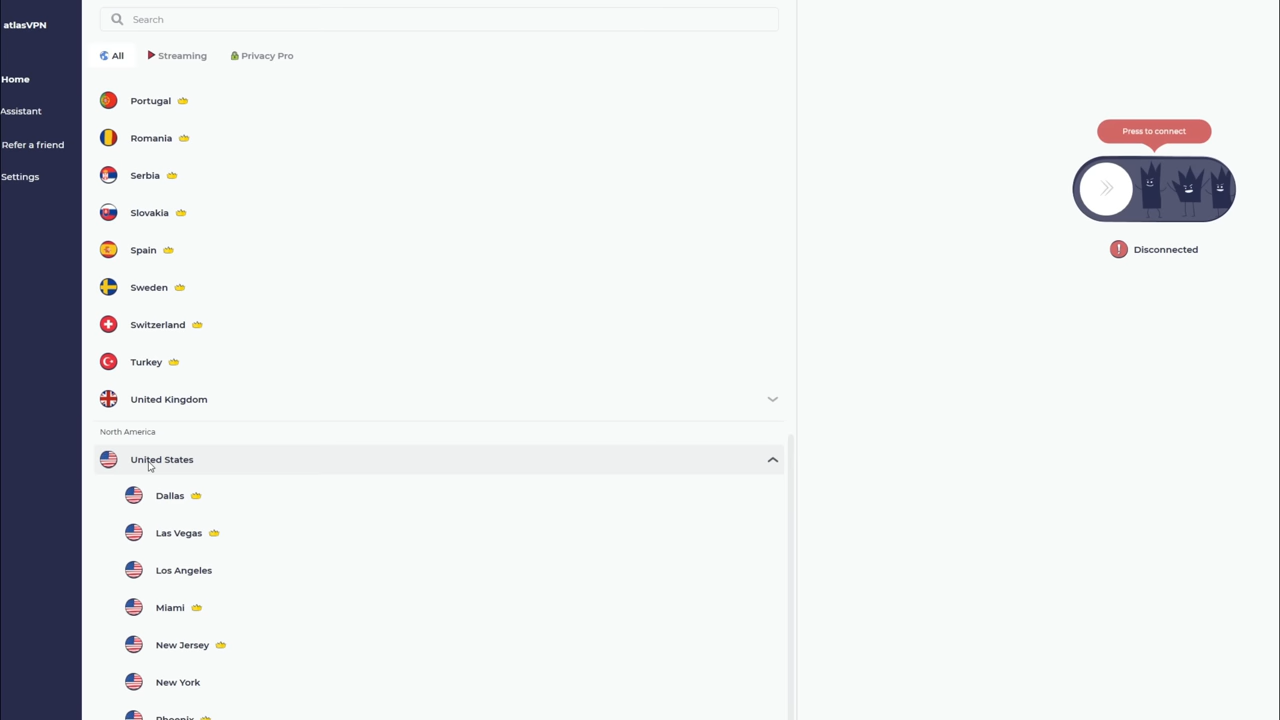 atlasVPN
Home
Assistant
Refer a friend
Settings
Search
All
Streaming
Privacy Pro
Portugal
Romania
Serbia
Slovakia
Spain
Sweden
Switzerland
Turkey
United Kingdom
North America
United States
Dallas
Las Vegas
Los Angeles
Miami
New Jersey
New York
Phoenix
Press to connect
Disconnected